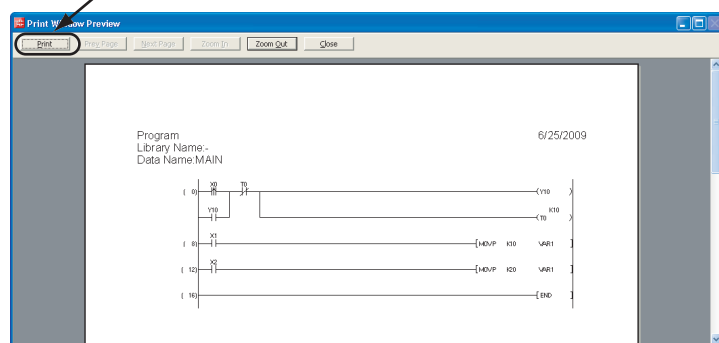 Print Window Preview
Print Prev Page Next Page Zoom In Zoom Out Close
Program 6/25/2009
Library Name:-
Data Name:MAIN
( 0) X0 T0 (Y10 )
Y10 K10 (T0 )
( 8) X1 [MOVP K10 VAR1 ]
( 12) X2 [MOVP K20 VAR1 ]
( 16) [END ]